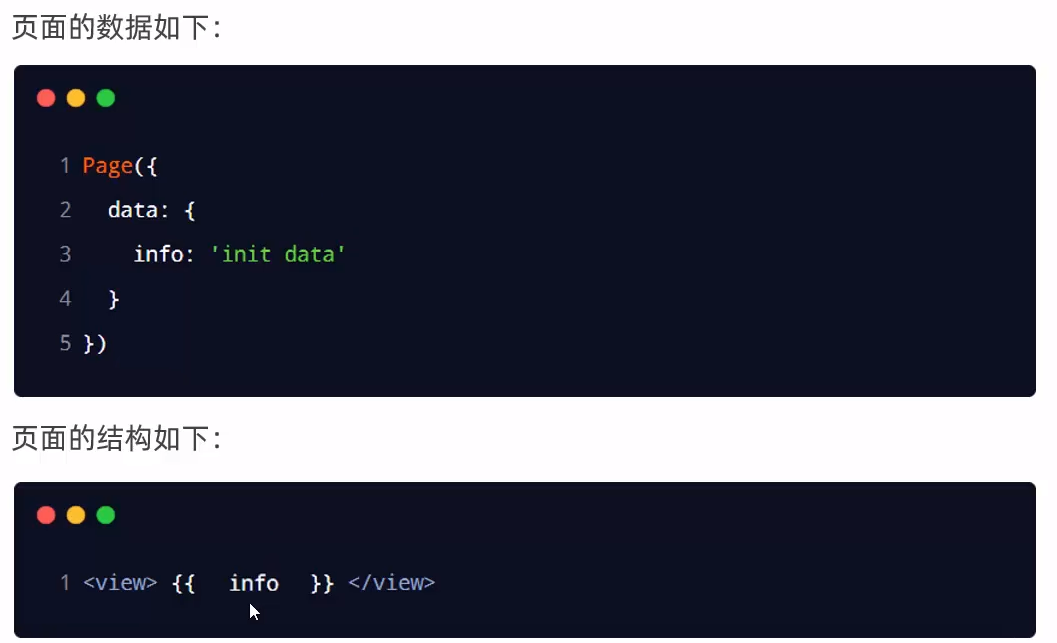 页面的数据如下：
1 Page({
2   data: {
3     info: 'init data'
4   }
5 })
页面的结构如下：
1 <view> {{  info  }} </view>